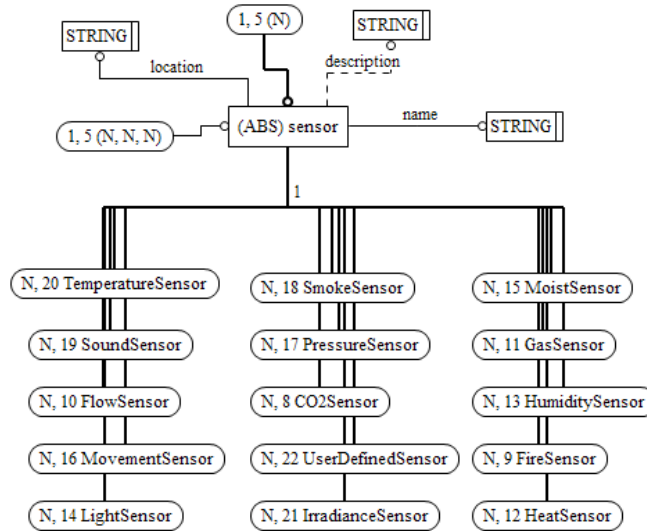 1, 5 (N)
STRING
STRING
description
location
name
1, 5 (N, N, N)
(ABS) sensor
STRING
1
N, 20 TemperatureSensor
N, 18 SmokeSensor
N, 15 MoistSensor
N, 19 SoundSensor
N, 17 PressureSensor
N, 11 GasSensor
N, 10 FlowSensor
N, 8 CO2Sensor
N, 13 HumiditySensor
N, 16 MovementSensor
N, 22 UserDefinedSensor
N, 9 FireSensor
N, 14 LightSensor
N, 21 IrradianceSensor
N, 12 HeatSensor